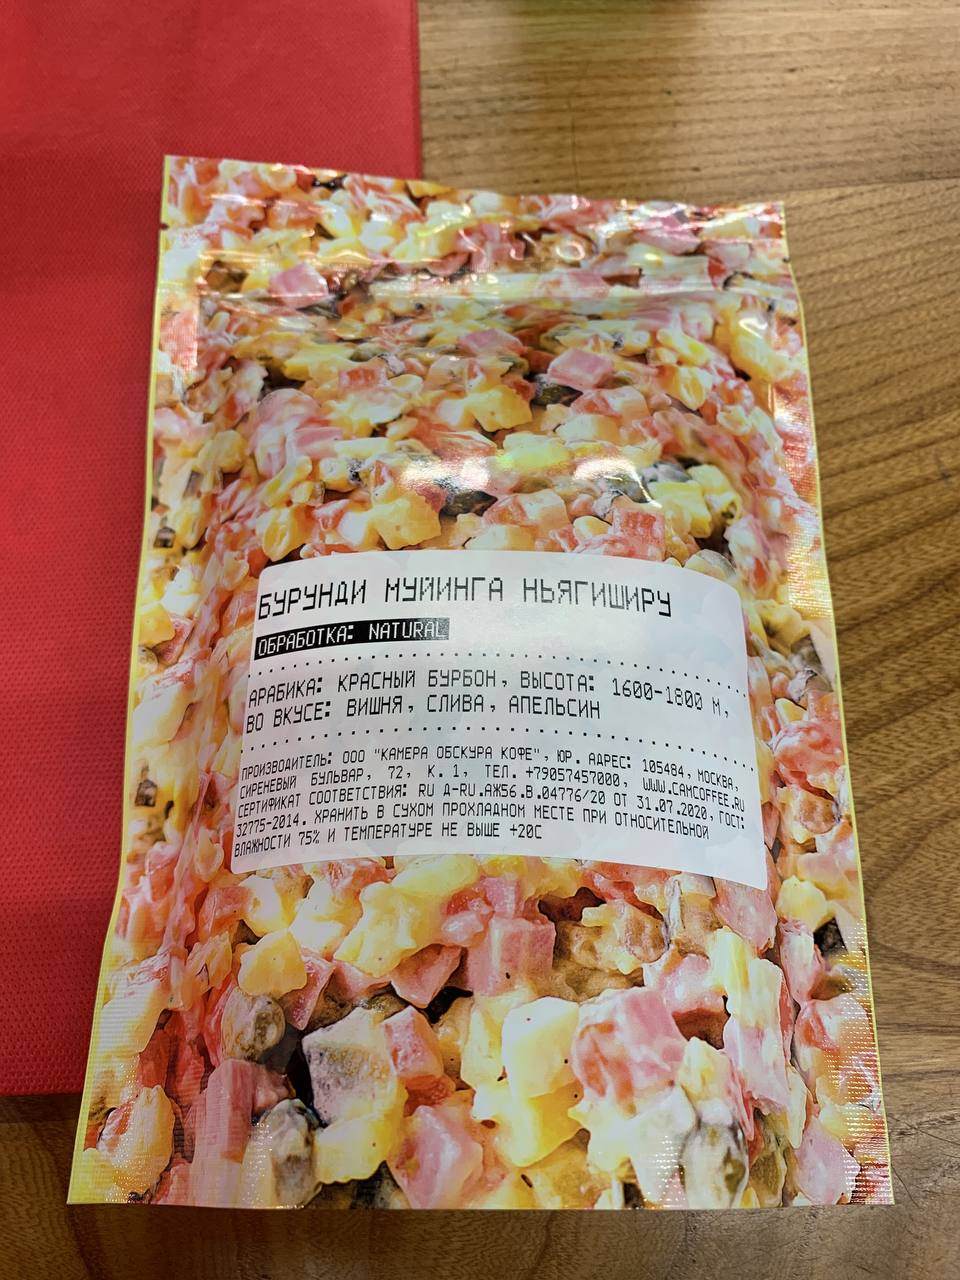 БУРУНДИ МУЙИНГА НЬЯГИШИРУ
ОБРАБОТКА: NATURAL
АРАБИКА: КРАСНЫЙ БУРБОН, ВЫСОТА: 1600-1800 М,
ВО ВКУСЕ: ВИШНЯ, СЛИВА, АПЕЛЬСИН
ПРОИЗВОДИТЕЛЬ: ООО "КАМЕРА ОБСКУРА КОФЕ", ЮР. АДРЕС: 105484, МОСКВА,
СИРЕНЕВЫЙ БУЛЬВАР, 72, К.1, ТЕЛ. +79057457000, WWW.CAMCOFFEE.RU
СЕРТИФИКАТ СООТВЕТСТВИЯ: RU Д-RU.АЖ56.В.04776/20 ОТ 31.07.2020, ГОСТ:
32775-2014. ХРАНИТЬ В СУХОМ ПРОХЛАДНОМ МЕСТЕ ПРИ ОТНОСИТЕЛЬНОЙ
ВЛАЖНОСТИ 75% И ТЕМПЕРАТУРЕ НЕ ВЫШЕ +20С